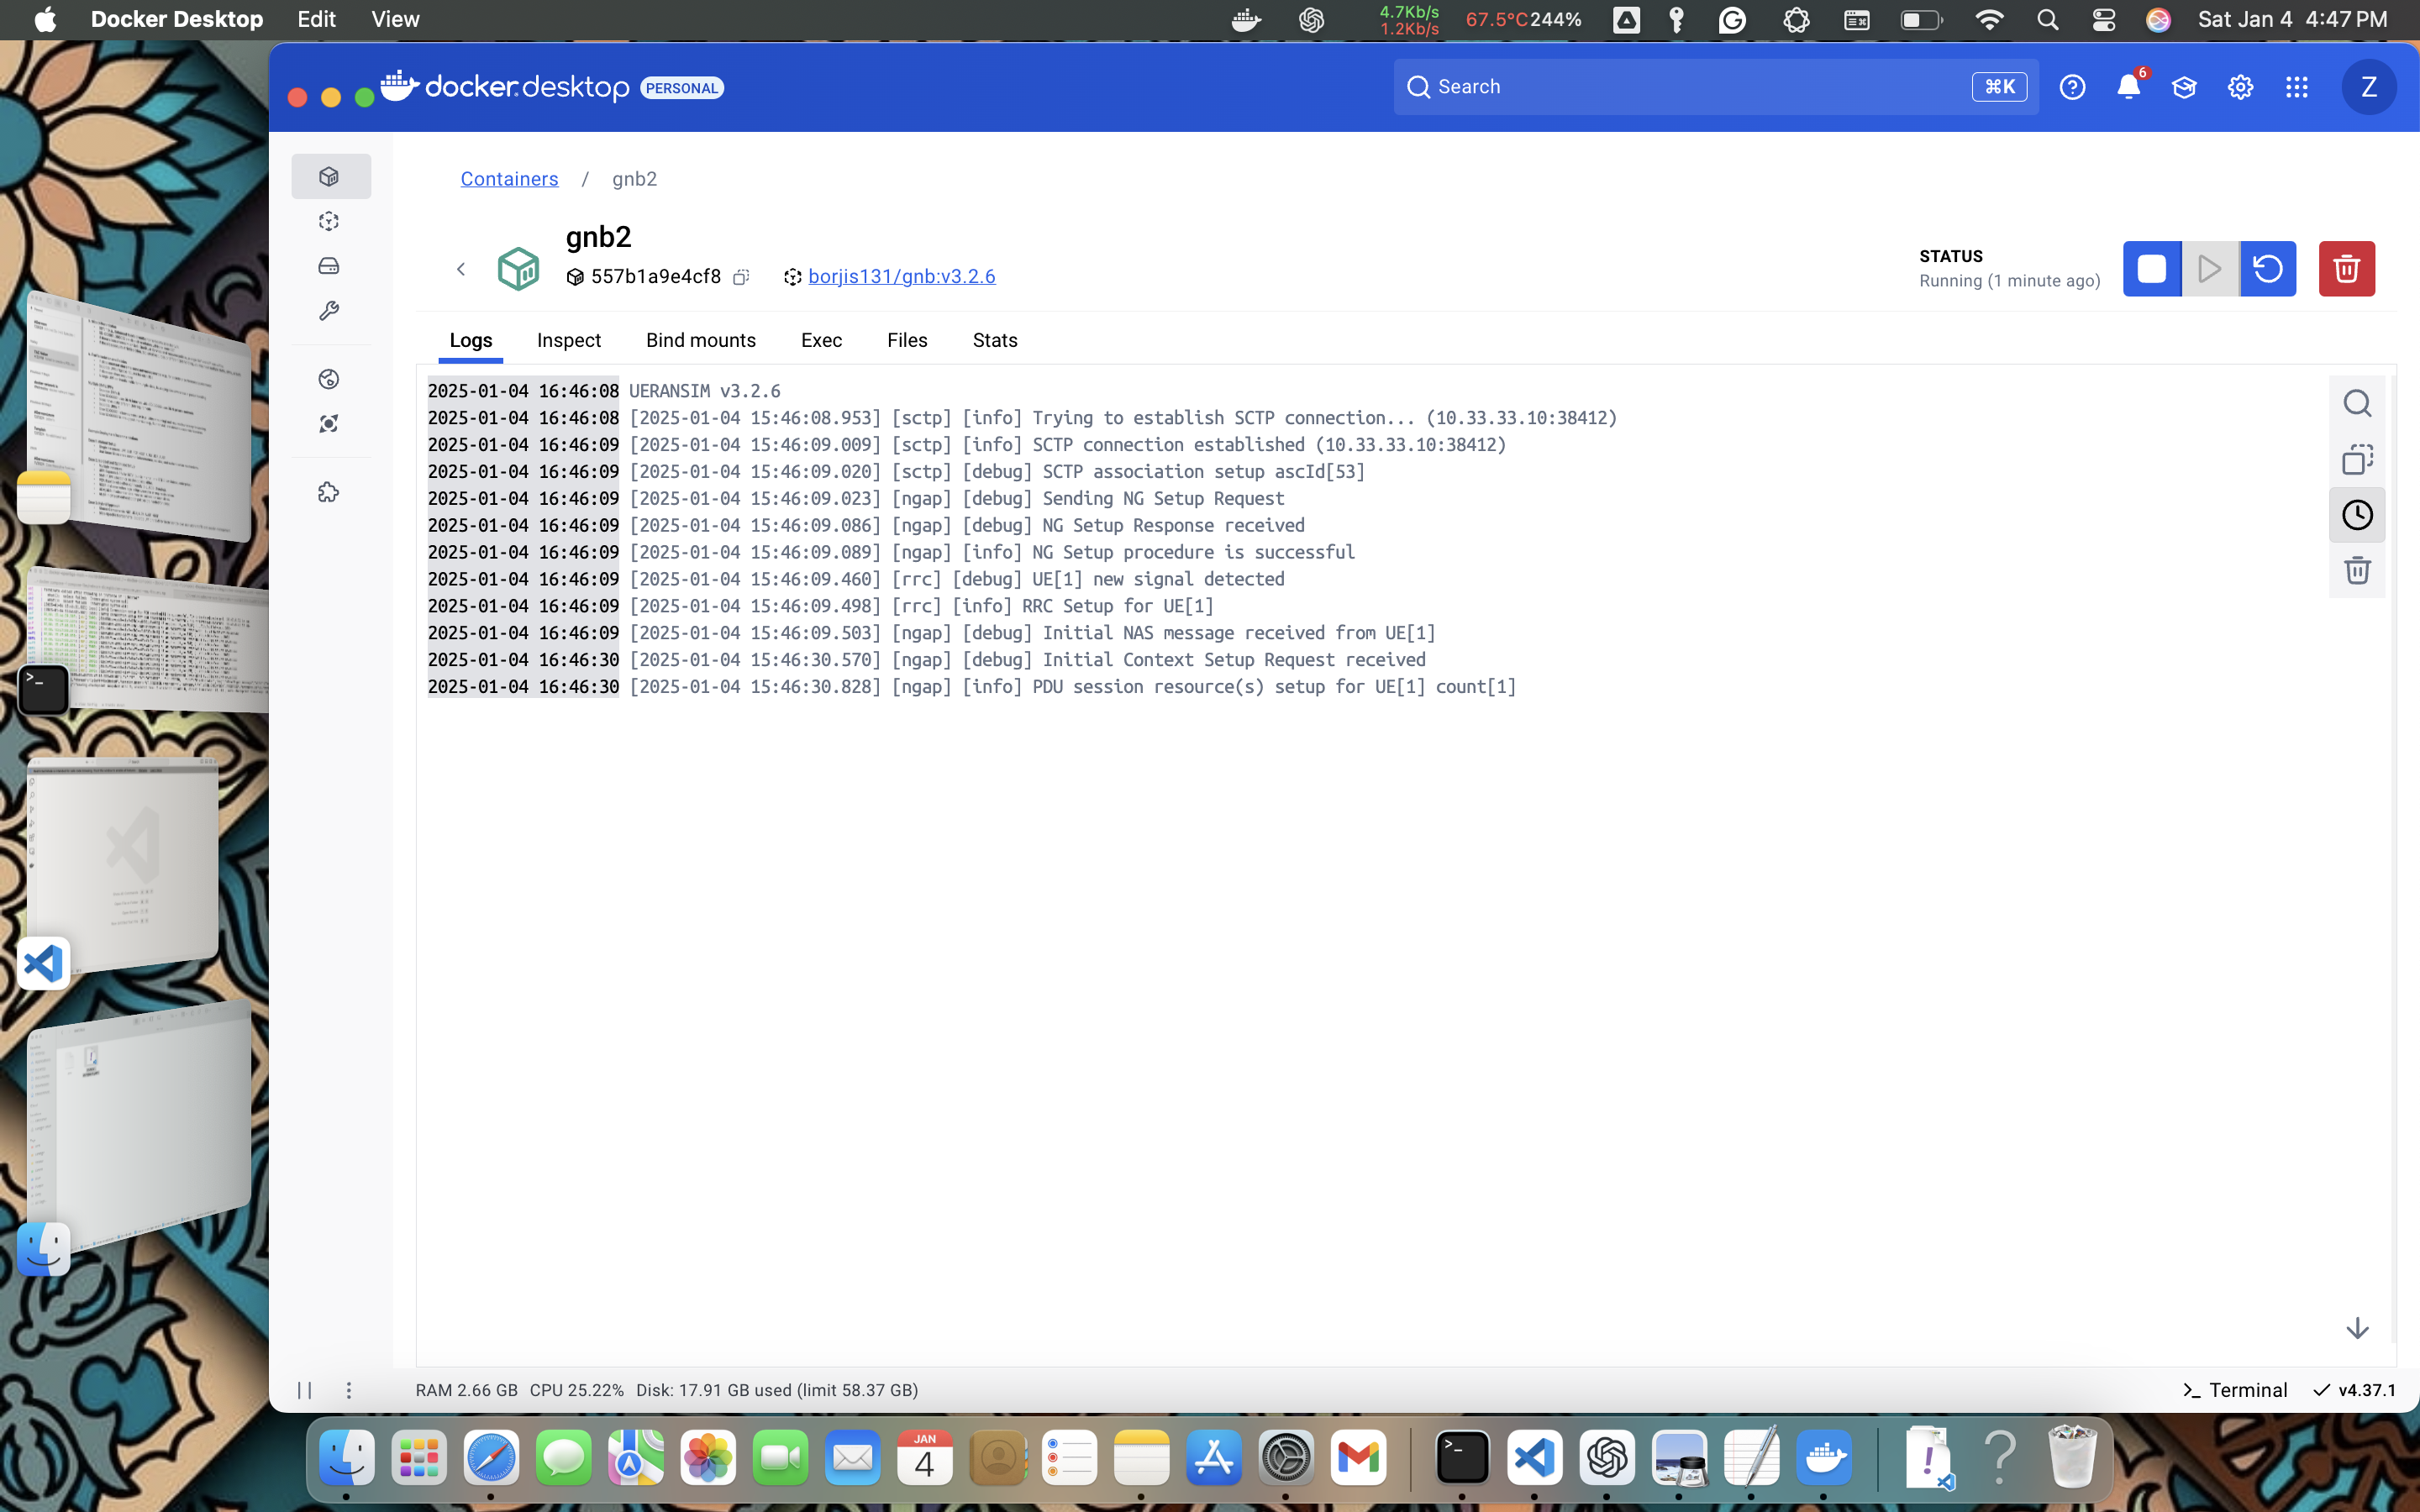 Docker Desktop Edit View
4.7Kb/s
1.2Kb/s
67.5°C 244%
Sat Jan 4 4:47 PM
docker.desktop PERSONAL
Search ⌘K
6
Z
Containers / gnb2
gnb2
557b1a9e4cf8 borjis131/gnb:v3.2.6
STATUS
Running (1 minute ago)
Logs Inspect Bind mounts Exec Files Stats
2025-01-04 16:46:08 UERANSIM v3.2.6
2025-01-04 16:46:08 [2025-01-04 15:46:08.953] [sctp] [info] Trying to establish SCTP connection... (10.33.33.10:38412)
2025-01-04 16:46:09 [2025-01-04 15:46:09.009] [sctp] [info] SCTP connection established (10.33.33.10:38412)
2025-01-04 16:46:09 [2025-01-04 15:46:09.020] [sctp] [debug] SCTP association setup ascId[53]
2025-01-04 16:46:09 [2025-01-04 15:46:09.023] [ngap] [debug] Sending NG Setup Request
2025-01-04 16:46:09 [2025-01-04 15:46:09.086] [ngap] [debug] NG Setup Response received
2025-01-04 16:46:09 [2025-01-04 15:46:09.089] [ngap] [info] NG Setup procedure is successful
2025-01-04 16:46:09 [2025-01-04 15:46:09.460] [rrc] [debug] UE[1] new signal detected
2025-01-04 16:46:09 [2025-01-04 15:46:09.498] [rrc] [info] RRC Setup for UE[1]
2025-01-04 16:46:09 [2025-01-04 15:46:09.503] [ngap] [debug] Initial NAS message received from UE[1]
2025-01-04 16:46:30 [2025-01-04 15:46:30.570] [ngap] [debug] Initial Context Setup Request received
2025-01-04 16:46:30 [2025-01-04 15:46:30.828] [ngap] [info] PDU session resource(s) setup for UE[1] count[1]
RAM 2.66 GB CPU 25.22% Disk: 17.91 GB used (limit 58.37 GB)
Terminal v4.37.1
JAN
4